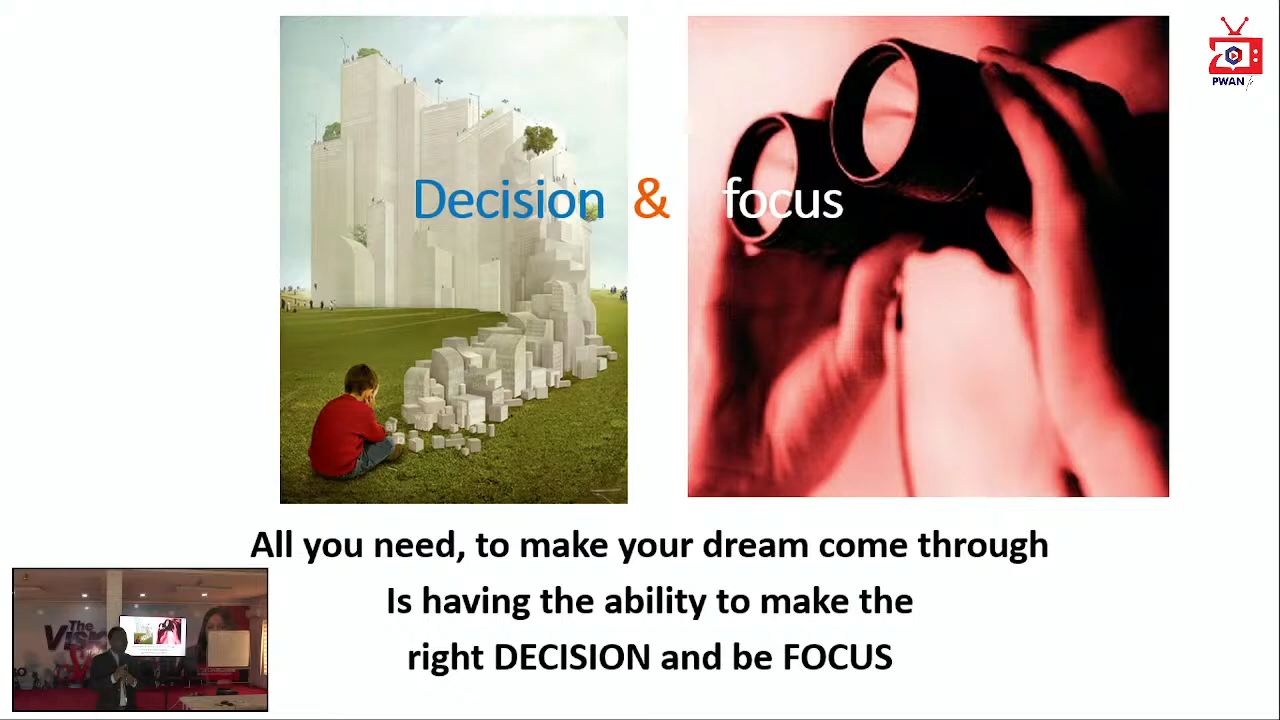 PWAN
Decision & focus
All you need, to make your dream come through
Is having the ability to make the
right DECISION and be FOCUS
The